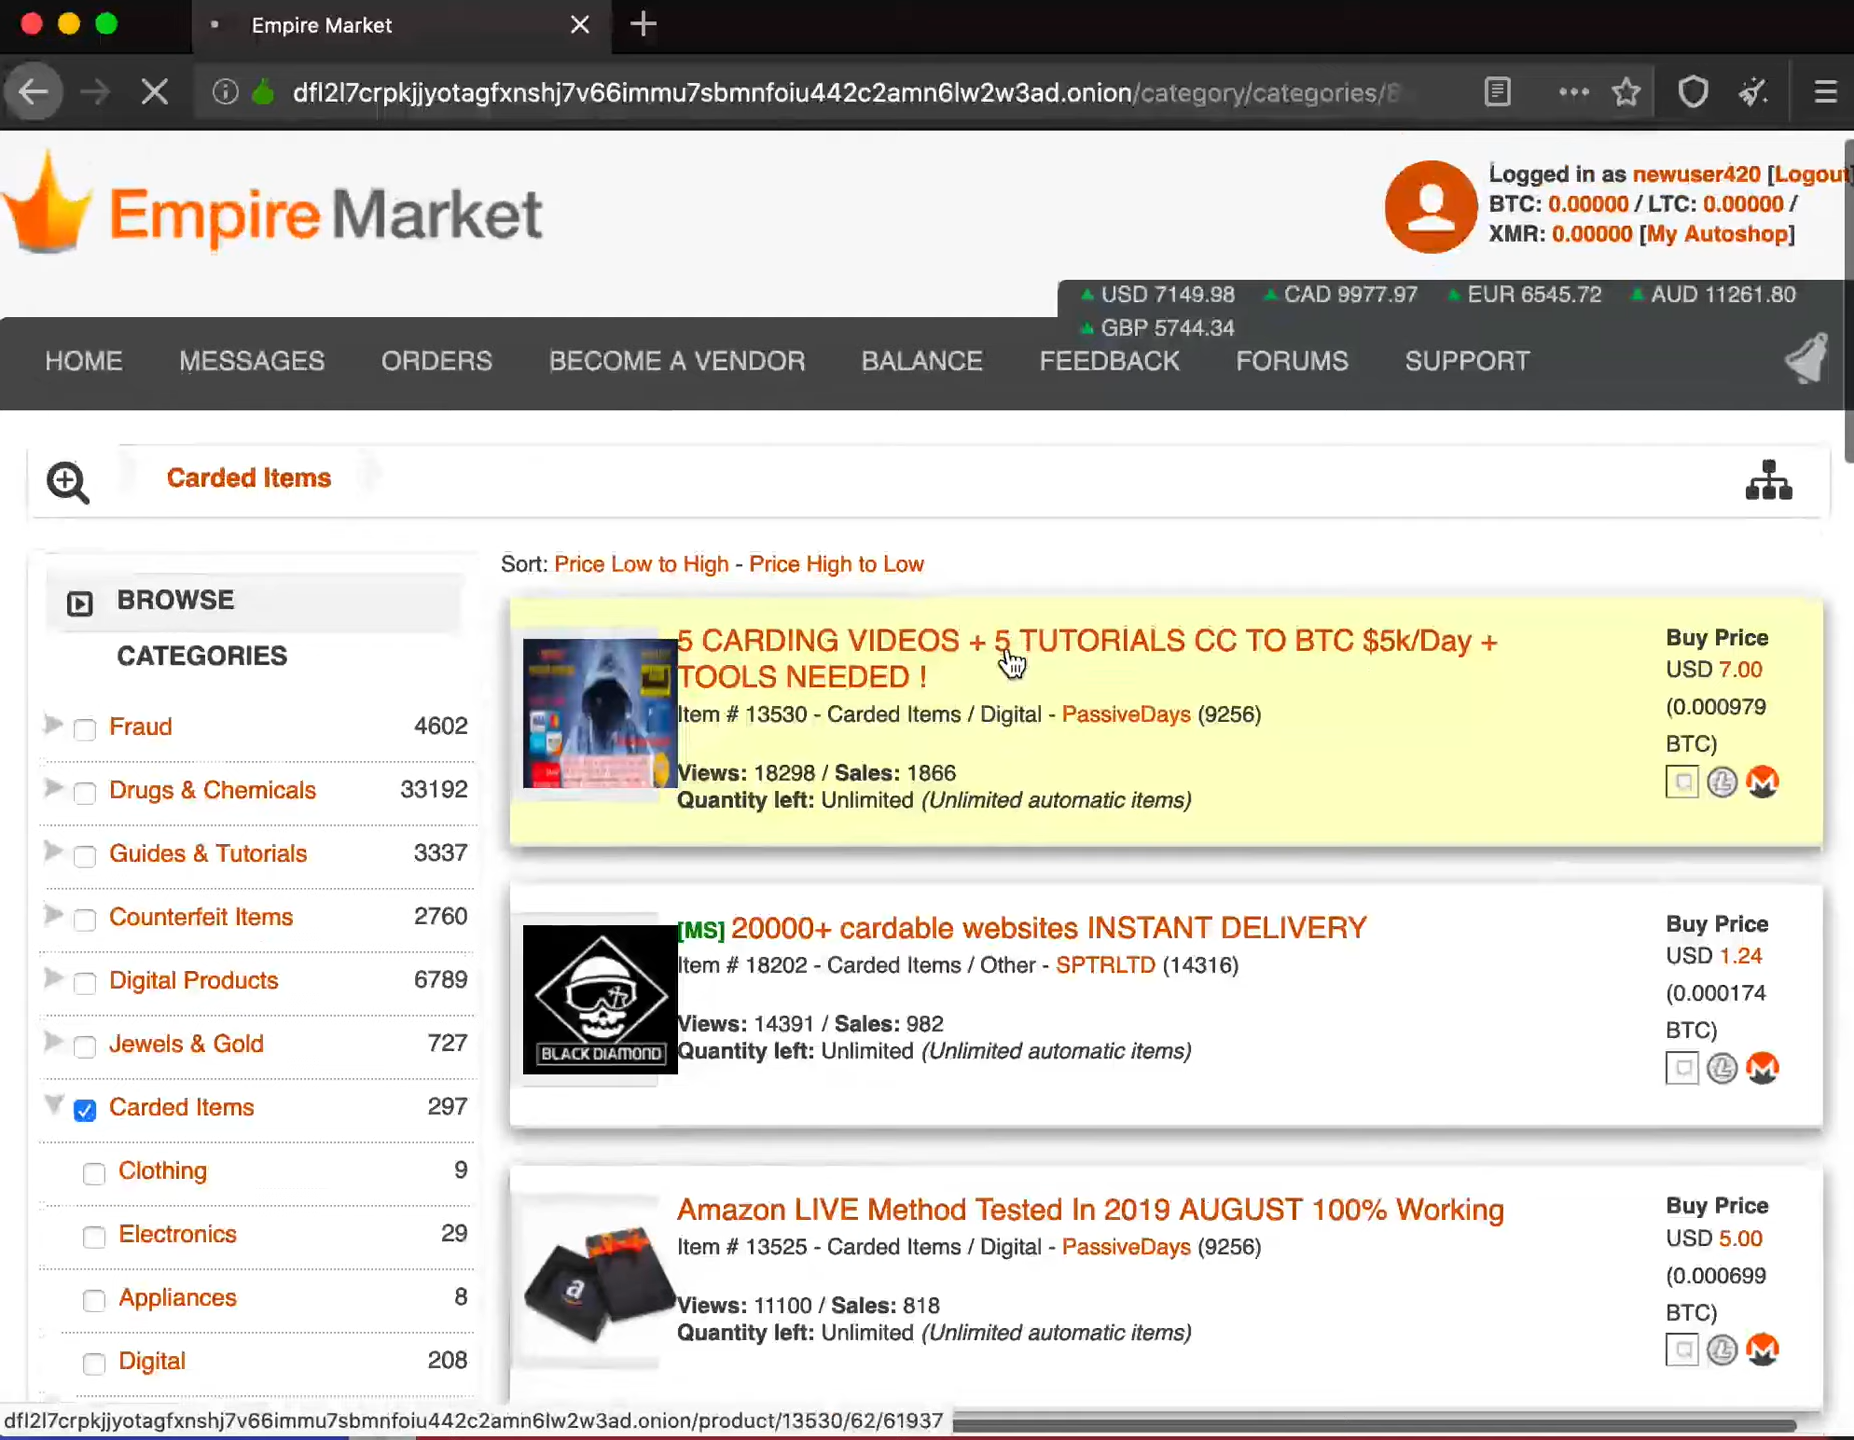 Empire Market
dfl2l7crpkjjyotagfxnshj7v66immu7sbmnfoiu442c2amn6lw2w3ad.onion/category/categories/8
Empire Market
Logged in as newuser420 [Logout
BTC: 0.00000 / LTC: 0.00000 /
XMR: 0.00000 [My Autoshop]
USD 7149.98 CAD 9977.97 EUR 6545.72 AUD 11261.80
GBP 5744.34
HOME MESSAGES ORDERS BECOME A VENDOR BALANCE FEEDBACK FORUMS SUPPORT
Carded Items
BROWSE
CATEGORIES
Fraud 4602
Drugs & Chemicals 33192
Guides & Tutorials 3337
Counterfeit Items 2760
Digital Products 6789
Jewels & Gold 727
Carded Items 297
Clothing 9
Electronics 29
Appliances 8
Digital 208
Sort: Price Low to High - Price High to Low
5 CARDING VIDEOS + 5 TUTORIALS CC TO BTC $5k/Day +
TOOLS NEEDED !
Item # 13530 - Carded Items / Digital - PassiveDays (9256)
Views: 18298 / Sales: 1866
Quantity left: Unlimited (Unlimited automatic items)
Buy Price
USD 7.00
(0.000979
BTC)
[MS] 20000+ cardable websites INSTANT DELIVERY
Item # 18202 - Carded Items / Other - SPTRLTD (14316)
Views: 14391 / Sales: 982
Quantity left: Unlimited (Unlimited automatic items)
BLACK DIAMOND
Buy Price
USD 1.24
(0.000174
BTC)
Amazon LIVE Method Tested In 2019 AUGUST 100% Working
Item # 13525 - Carded Items / Digital - PassiveDays (9256)
Views: 11100 / Sales: 818
Quantity left: Unlimited (Unlimited automatic items)
Buy Price
USD 5.00
(0.000699
BTC)
dfl2l7crpkjjyotagfxnshj7v66immu7sbmnfoiu442c2amn6lw2w3ad.onion/product/13530/62/61937